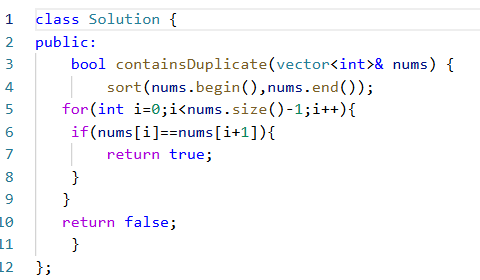 1 class Solution {
2 public:
3     bool containsDuplicate(vector<int>& nums) {
4         sort(nums.begin(),nums.end());
5    for(int i=0;i<nums.size()-1;i++){
6     if(nums[i]==nums[i+1]){
7         return true;
8     }
9    }
10    return false;
11     }
12 };